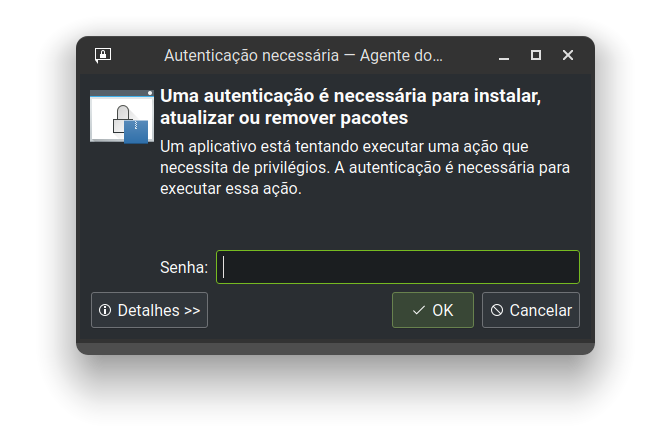 Autenticação necessária — Agente do…
Uma autenticação é necessária para instalar,
atualizar ou remover pacotes
Um aplicativo está tentando executar uma ação que
necessita de privilégios. A autenticação é necessária para
executar essa ação.
Senha:
Detalhes >>
OK
Cancelar